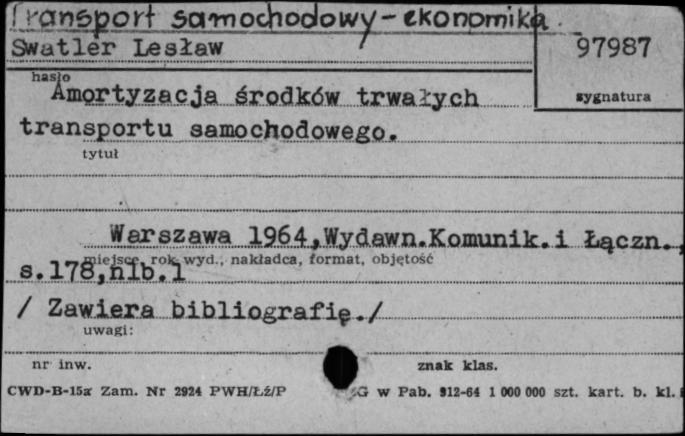 Transport samochodowy - ekonomika.
Swatler Lesław
97987
hasło
Amortyzacja środków trwałych
sygnatura
transportu samochodowego.
tytuł
Warszawa 1964,Wydawn.Komunik.i Łączn.,
miejsce, rok wyd., nakładca, format, objętość
s.178,nlb.1
/ Zawiera bibliografię./
uwagi:
nr inw.
znak klas.
CWD-B-15a Zam. Nr 2924 PWH/Łź/P G w Pab. 912-64 1 000 000 szt. kart. b. kl.